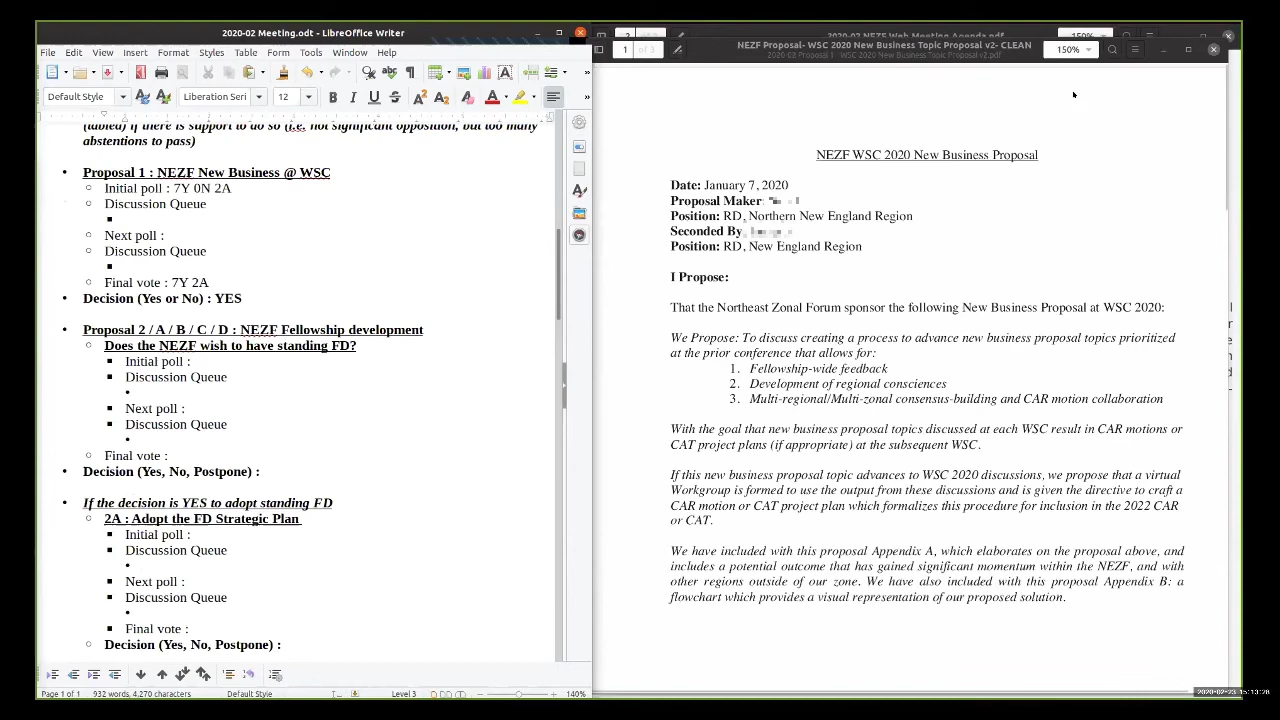 2020-02 Meeting.odt - LibreOffice Writer
File Edit View Insert Format Styles Table Form Tools Window Help
Default Style Liberation Seri 12
(tabled) if there is support to do so (i.e. not significant opposition, but too many
abstentions to pass)
• Proposal 1 : NEZF New Business @ WSC
○ Initial poll : 7Y 0N 2A
○ Discussion Queue
▪
○ Next poll :
○ Discussion Queue
▪
○ Final vote : 7Y 2A
• Decision (Yes or No) : YES
• Proposal 2 / A / B / C / D : NEZF Fellowship development
○ Does the NEZF wish to have standing FD?
▪ Initial poll :
▪ Discussion Queue
•
▪ Next poll :
▪ Discussion Queue
•
○ Final vote :
• Decision (Yes, No, Postpone) :
• If the decision is YES to adopt standing FD
○ 2A : Adopt the FD Strategic Plan
▪ Initial poll :
▪ Discussion Queue
•
▪ Next poll :
▪ Discussion Queue
•
▪ Final vote :
○ Decision (Yes, No, Postpone) :
Page 1 of 1 932 words, 4,270 characters Default Style Level 3 140%
2020-02 NEZF Web Meeting Agenda.pdf
1 of 3 NEZF Proposal- WSC 2020 New Business Topic Proposal v2- CLEAN 150%
NEZF WSC 2020 New Business Proposal
Date: January 7, 2020
Proposal Maker:
Position: RD, Northern New England Region
Seconded By
Position: RD, New England Region
I Propose:
That the Northeast Zonal Forum sponsor the following New Business Proposal at WSC 2020:
We Propose: To discuss creating a process to advance new business proposal topics prioritized
at the prior conference that allows for:
1. Fellowship-wide feedback
2. Development of regional consciences
3. Multi-regional/Multi-zonal consensus-building and CAR motion collaboration
With the goal that new business proposal topics discussed at each WSC result in CAR motions or
CAT project plans (if appropriate) at the subsequent WSC.
If this new business proposal topic advances to WSC 2020 discussions, we propose that a virtual
Workgroup is formed to use the output from these discussions and is given the directive to craft a
CAR motion or CAT project plan which formalizes this procedure for inclusion in the 2022 CAR
or CAT.
We have included with this proposal Appendix A, which elaborates on the proposal above, and
includes a potential outcome that has gained significant momentum within the NEZF, and with
other regions outside of our zone. We have also included with this proposal Appendix B: a
flowchart which provides a visual representation of our proposed solution.
2020-02-23 15:13:28